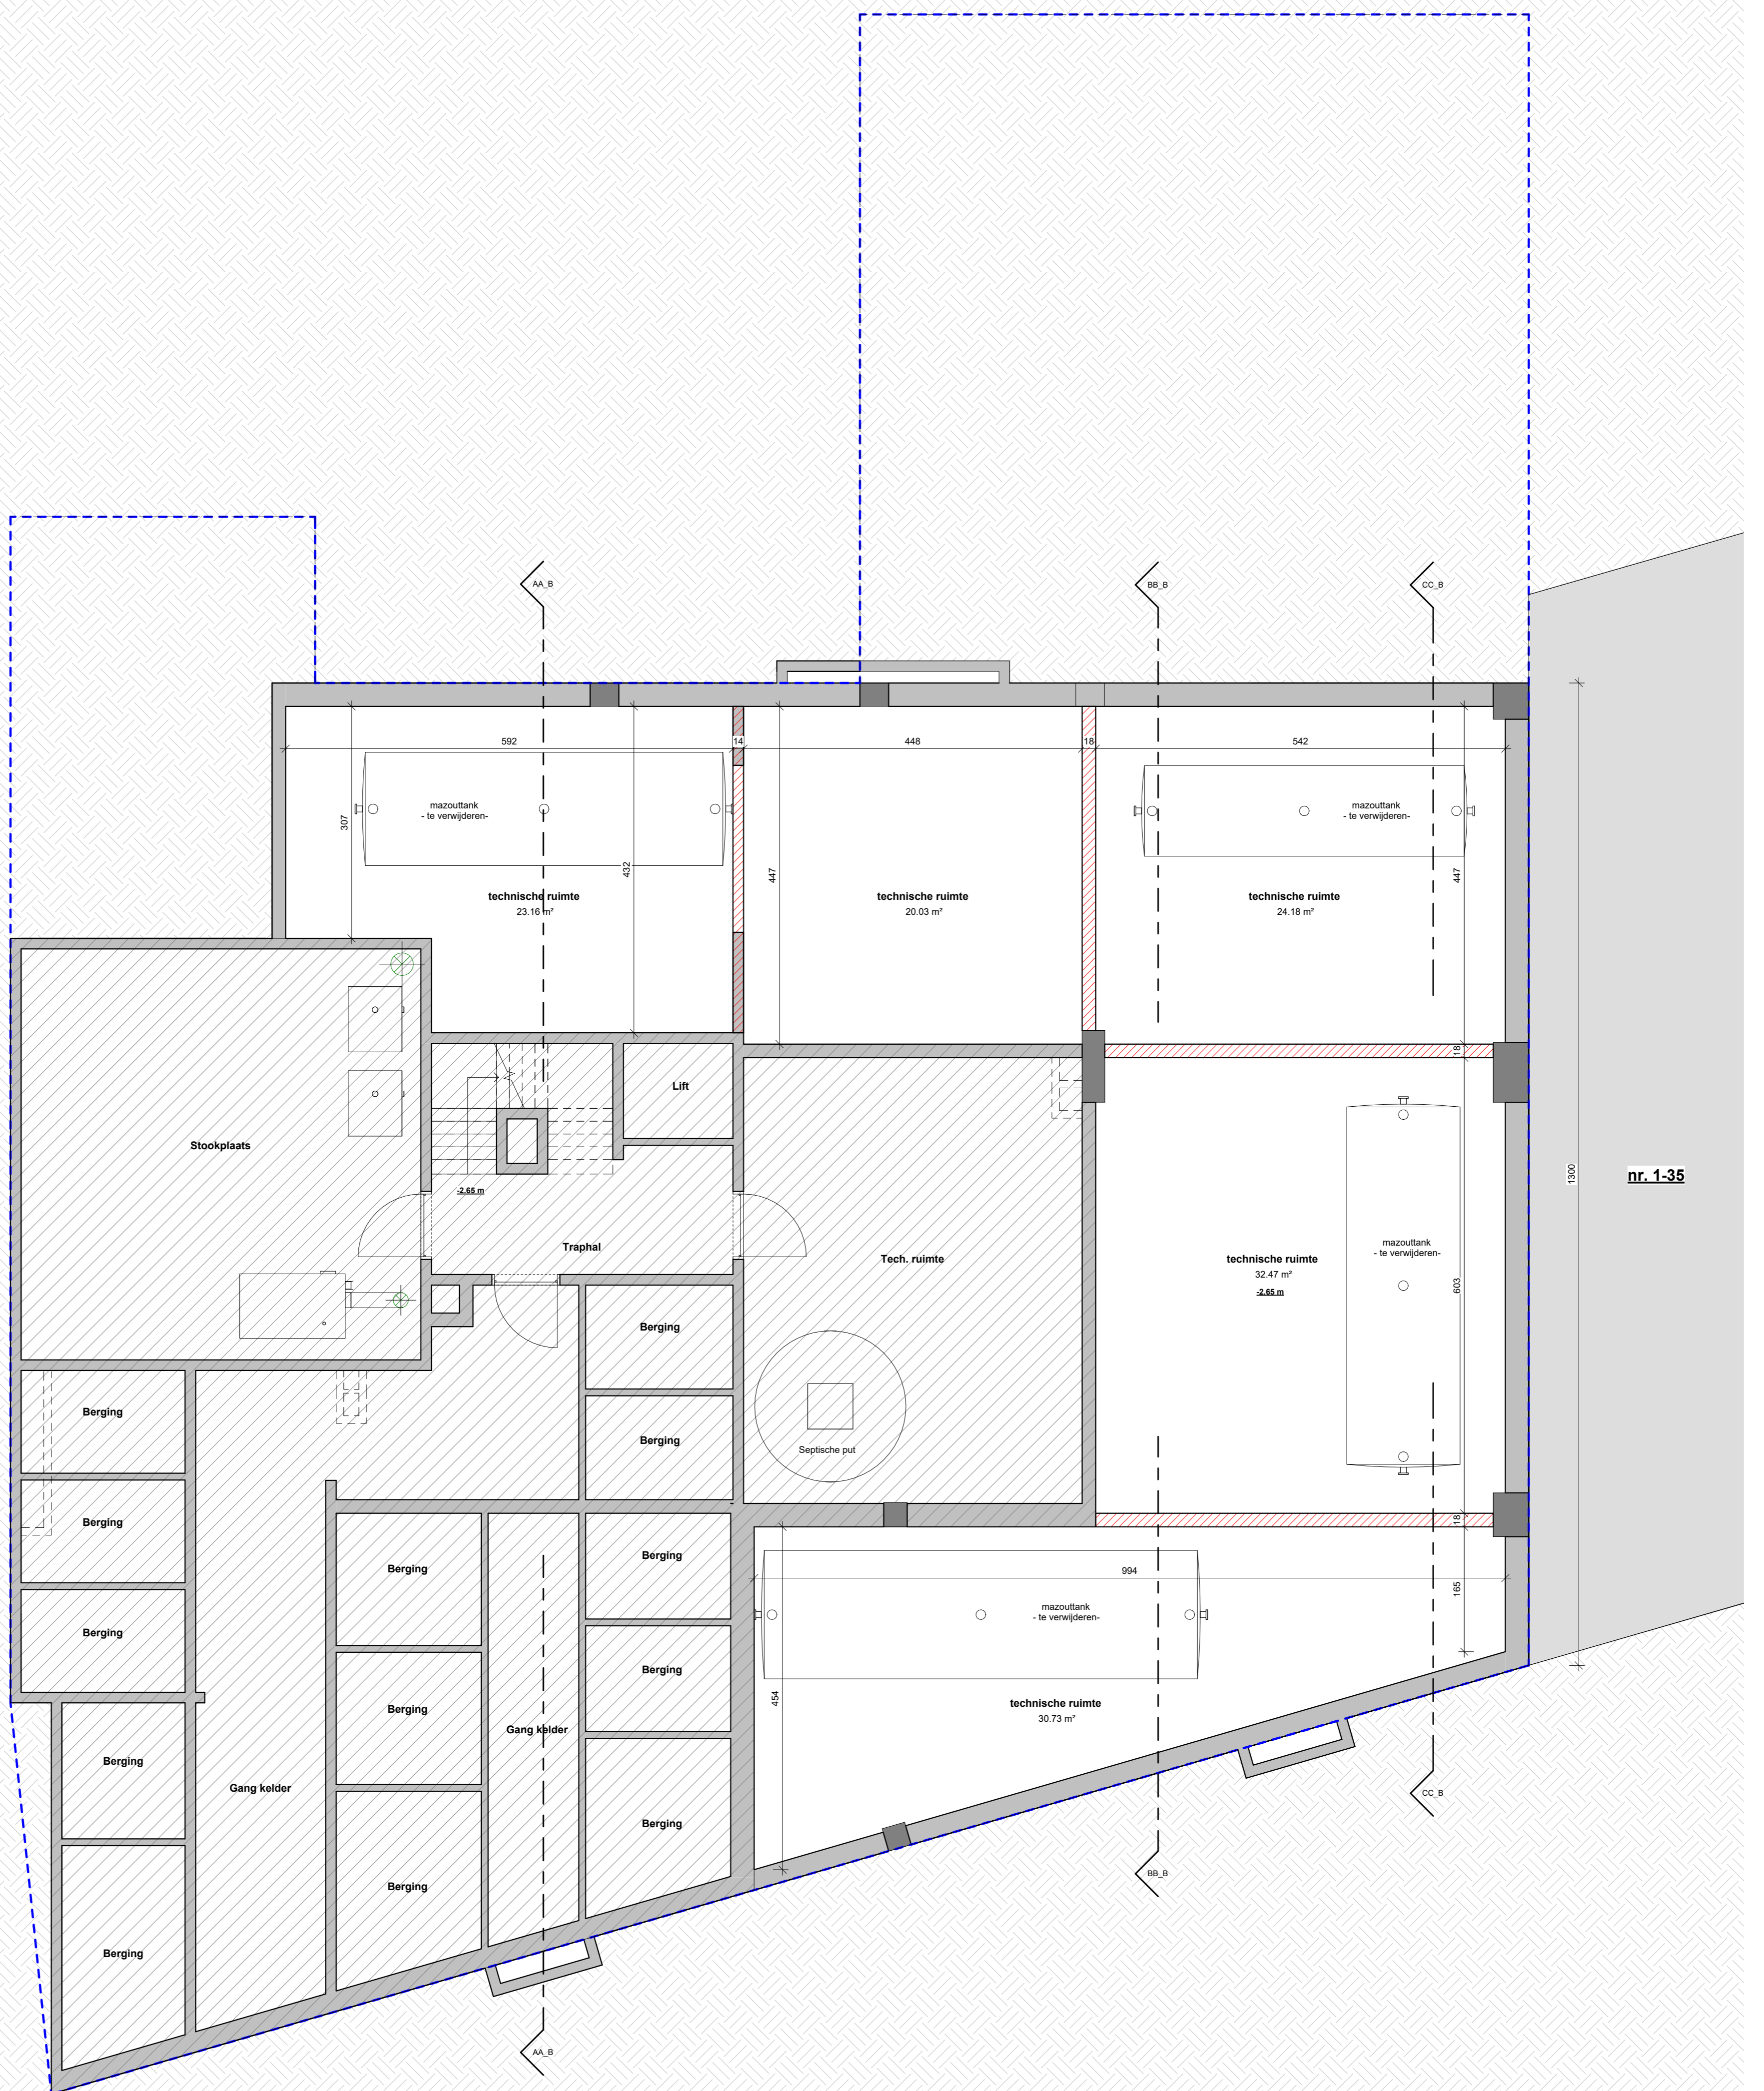 AA_B
BB_B
CC_B
592
14
448
18
542
mazouttank
- te verwijderen-
mazouttank
- te verwijderen-
307
432
447
447
technische ruimte
23.16 m²
technische ruimte
20.03 m²
technische ruimte
24.18 m²
18
Lift
Stookplaats
-2.65 m
1300
nr. 1-35
Traphal
Tech. ruimte
mazouttank
- te verwijderen-
technische ruimte
32.47 m²
-2.65 m
603
Berging
Berging
Berging
Septische put
Berging
18
Berging
Berging
994
165
Berging
mazouttank
- te verwijderen-
Berging
Berging
454
technische ruimte
30.73 m²
Berging
Gang kelder
Berging
Gang kelder
CC_B
Berging
BB_B
Berging
Berging
AA_B